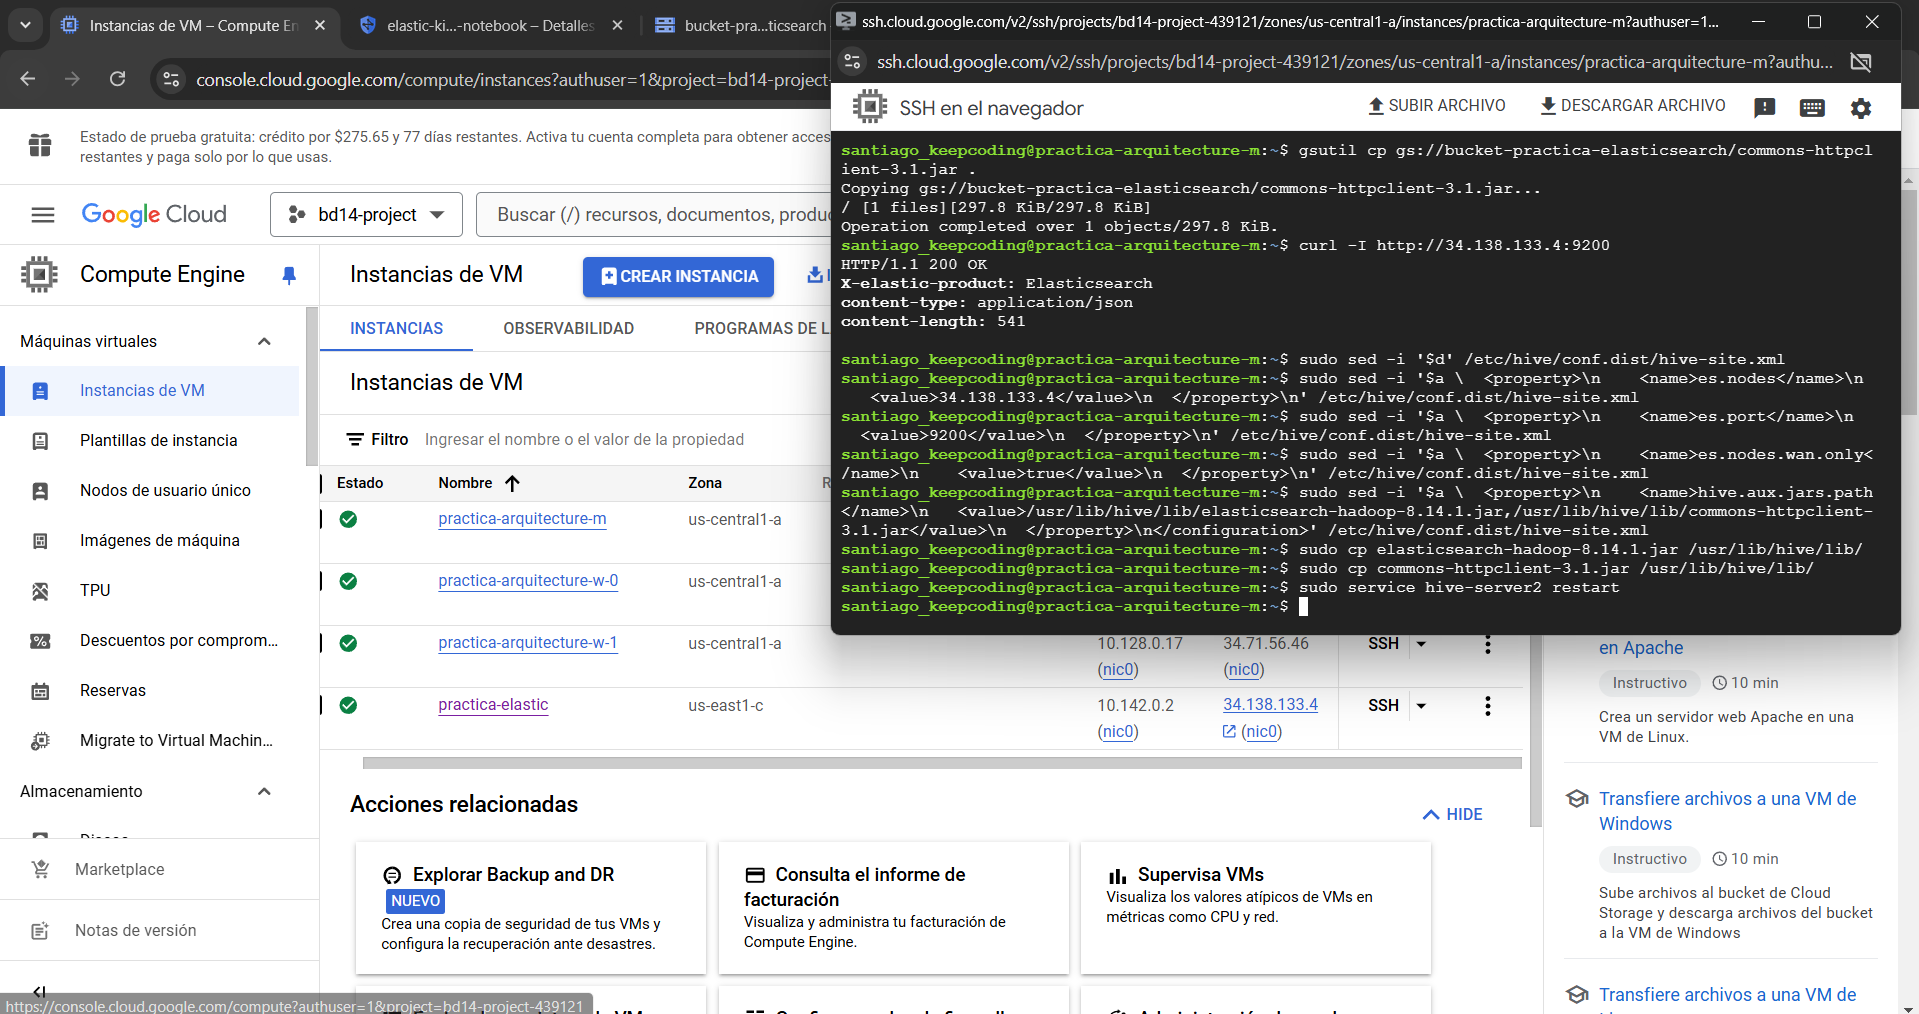 Instancias de VM – Compute En
elastic-ki...-notebook – Detalles
bucket-pra...ticsearch
console.cloud.google.com/compute/instances?authuser=1&project=bd14-project-
Estado de prueba gratuita: crédito por $275.65 y 77 días restantes. Activa tu cuenta completa para obtener acces
restantes y paga solo por lo que usas.
Google Cloud
bd14-project
Buscar (/) recursos, documentos, produ
Compute Engine
Instancias de VM
CREAR INSTANCIA
INSTANCIAS
OBSERVABILIDAD
PROGRAMAS DE L
Máquinas virtuales
Instancias de VM
Plantillas de instancia
Nodos de usuario único
Imágenes de máquina
TPU
Descuentos por comprom...
Reservas
Migrate to Virtual Machin...
Almacenamiento
Discos
Marketplace
Notas de versión
https://console.cloud.google.com/compute?authuser=1&project=bd14-project-439121
Instancias de VM
Filtro Ingresar el nombre o el valor de la propiedad
Estado Nombre Zona R
practica-arquitecture-m us-central1-a
practica-arquitecture-w-0 us-central1-a
practica-arquitecture-w-1 us-central1-a 10.128.0.17 34.71.56.46 SSH
(nic0) (nic0)
practica-elastic us-east1-c 10.142.0.2 34.138.133.4 SSH
(nic0) (nic0)
Acciones relacionadas
HIDE
Explorar Backup and DR
NUEVO
Crea una copia de seguridad de tus VMs y
configura la recuperación ante desastres.
Consulta el informe de
facturación
Visualiza y administra tu facturación de
Compute Engine.
Supervisa VMs
Visualiza los valores atípicos de VMs en
métricas como CPU y red.
ssh.cloud.google.com/v2/ssh/projects/bd14-project-439121/zones/us-central1-a/instances/practica-arquitecture-m?authuser=1...
ssh.cloud.google.com/v2/ssh/projects/bd14-project-439121/zones/us-central1-a/instances/practica-arquitecture-m?authu...
SSH en el navegador
SUBIR ARCHIVO
DESCARGAR ARCHIVO
santiago_keepcoding@practica-arquitecture-m:~$ gsutil cp gs://bucket-practica-elasticsearch/commons-httpcl
ient-3.1.jar .
Copying gs://bucket-practica-elasticsearch/commons-httpclient-3.1.jar...
/ [1 files][297.8 KiB/297.8 KiB]
Operation completed over 1 objects/297.8 KiB.
santiago_keepcoding@practica-arquitecture-m:~$ curl -I http://34.138.133.4:9200
HTTP/1.1 200 OK
X-elastic-product: Elasticsearch
content-type: application/json
content-length: 541
santiago_keepcoding@practica-arquitecture-m:~$ sudo sed -i '$d' /etc/hive/conf.dist/hive-site.xml
santiago_keepcoding@practica-arquitecture-m:~$ sudo sed -i '$a \  <property>\n    <name>es.nodes</name>\n
   <value>34.138.133.4</value>\n  </property>\n' /etc/hive/conf.dist/hive-site.xml
santiago_keepcoding@practica-arquitecture-m:~$ sudo sed -i '$a \  <property>\n    <name>es.port</name>\n
  <value>9200</value>\n  </property>\n' /etc/hive/conf.dist/hive-site.xml
santiago_keepcoding@practica-arquitecture-m:~$ sudo sed -i '$a \  <property>\n    <name>es.nodes.wan.only<
/name>\n    <value>true</value>\n  </property>\n' /etc/hive/conf.dist/hive-site.xml
santiago_keepcoding@practica-arquitecture-m:~$ sudo sed -i '$a \  <property>\n    <name>hive.aux.jars.path
</name>\n   <value>/usr/lib/hive/lib/elasticsearch-hadoop-8.14.1.jar,/usr/lib/hive/lib/commons-httpclient-
3.1.jar</value>\n  </property>\n</configuration>' /etc/hive/conf.dist/hive-site.xml
santiago_keepcoding@practica-arquitecture-m:~$ sudo cp elasticsearch-hadoop-8.14.1.jar /usr/lib/hive/lib/
santiago_keepcoding@practica-arquitecture-m:~$ sudo cp commons-httpclient-3.1.jar /usr/lib/hive/lib/
santiago_keepcoding@practica-arquitecture-m:~$ sudo service hive-server2 restart
santiago_keepcoding@practica-arquitecture-m:~$
en Apache
Instructivo 10 min
Crea un servidor web Apache en una
VM de Linux.
Transfiere archivos a una VM de
Windows
Instructivo 10 min
Sube archivos al bucket de Cloud
Storage y descarga archivos del bucket
a la VM de Windows
Transfiere archivos a una VM de